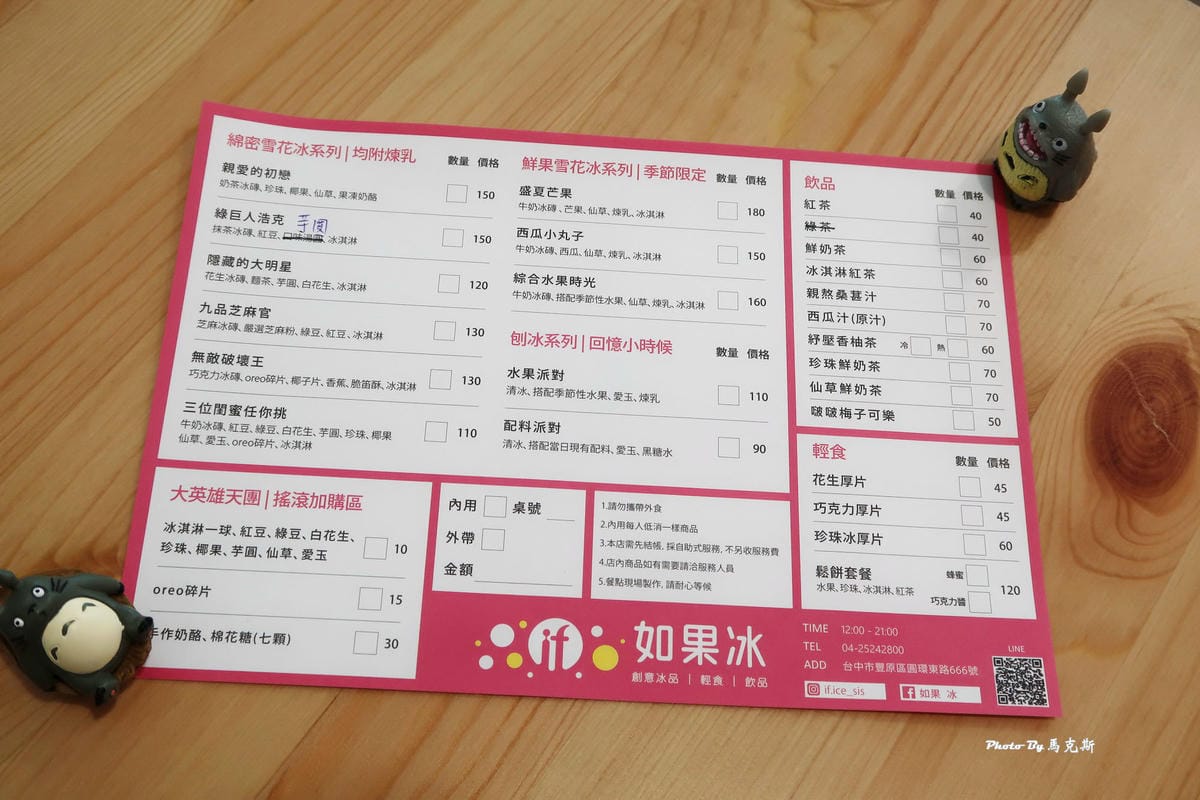 綿密雪花冰系列|均附煉乳 數量 價格
親愛的初戀 150
奶茶冰磚、珍珠、椰果、仙草、果凍奶酪
綠巨人浩克 芋圓 150
抹茶冰磚、紅豆、口味湯圓、冰淇淋
隱藏的大明星 120
花生冰磚、麵茶、芋圓、白花生、冰淇淋
九品芝麻官 130
芝麻冰磚、嚴選芝麻粉、綠豆、紅豆、冰淇淋
無敵破壞王 130
巧克力冰磚、oreo碎片、椰子片、香蕉、脆笛酥、冰淇淋
三位閨蜜任你挑 110
牛奶冰磚、紅豆、綠豆、白花生、芋圓、珍珠、椰果
仙草、愛玉、oreo碎片、冰淇淋
鮮果雪花冰系列|季節限定 數量 價格
盛夏芒果 180
牛奶冰磚、芒果、仙草、煉乳、冰淇淋
西瓜小丸子 150
牛奶冰磚、西瓜、仙草、煉乳、冰淇淋
綜合水果時光 160
牛奶冰磚、搭配季節性水果、仙草、煉乳、冰淇淋
刨冰系列|回憶小時候 數量 價格
水果派對 110
清冰、搭配季節性水果、愛玉、煉乳
配料派對 90
清冰、搭配當日現有配料、愛玉、黑糖水
飲品 數量 價格
紅茶 40
綠茶 40
鮮奶茶 60
冰淇淋紅茶 60
親熬桑葚汁 70
西瓜汁(原汁) 70
紓壓香柚茶 冷 熱 60
珍珠鮮奶茶 70
仙草鮮奶茶 70
啵啵梅子可樂 50
輕食 數量 價格
花生厚片 45
巧克力厚片 45
珍珠冰厚片 60
鬆餅套餐 蜂蜜 120
水果、珍珠、冰淇淋、紅茶 巧克力醬
大英雄天團|搖滾加購區
冰淇淋一球、紅豆、綠豆、白花生、 10
珍珠、椰果、芋圓、仙草、愛玉
oreo碎片 15
手作奶酪、棉花糖(七顆) 30
內用 桌號
外帶
金額
1.請勿攜帶外食
2.內用每人低消一樣商品
3.本店需先結帳, 採自助式服務, 不另收服務費
4.店內商品如有需要請洽服務人員
5.餐點現場製作, 請耐心等候
if 如果冰
創意冰品 | 輕食 | 飲品
TIME 12:00 - 21:00
TEL 04-25242800
ADD 台中市豐原區圓環東路666號
if.ice_sis 如果 冰
LINE
Photo By 馬克斯